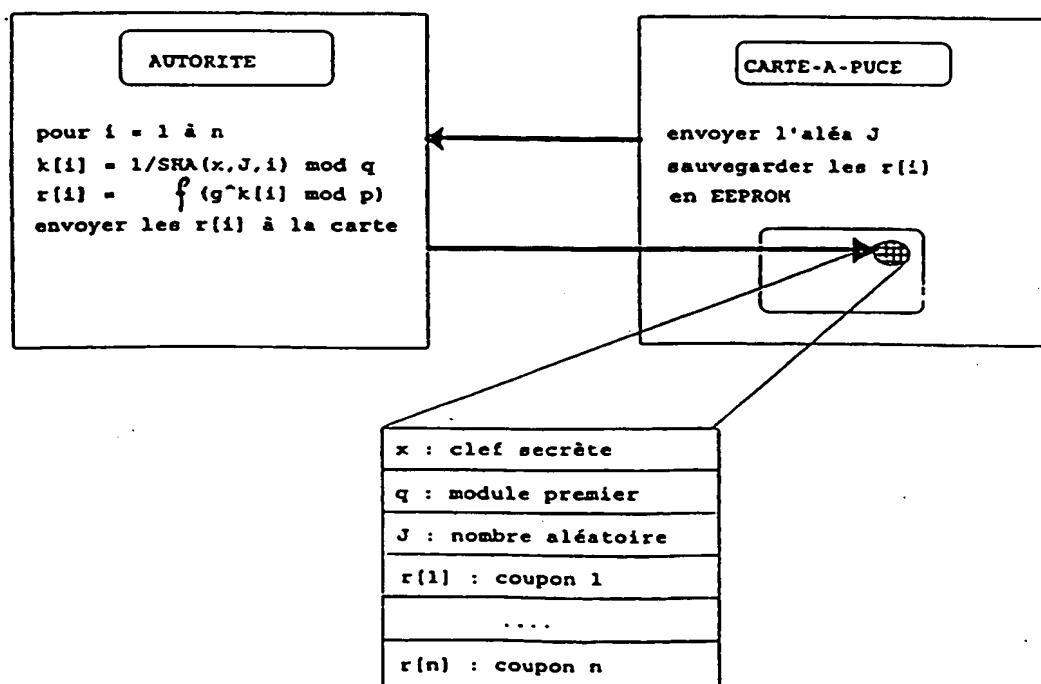 AUTORITE
pour i = 1 à n
k[i] = 1/SHA(x,J,i) mod q
r[i] = f (g^k[i] mod p)
envoyer les r[i] à la carte
CARTE-A-PUCE
envoyer l'aléa J
sauvegarder les r[i]
en EEPROM
x : clef secrète
q : module premier
J : nombre aléatoire
r[1] : coupon 1
....
r[n] : coupon n